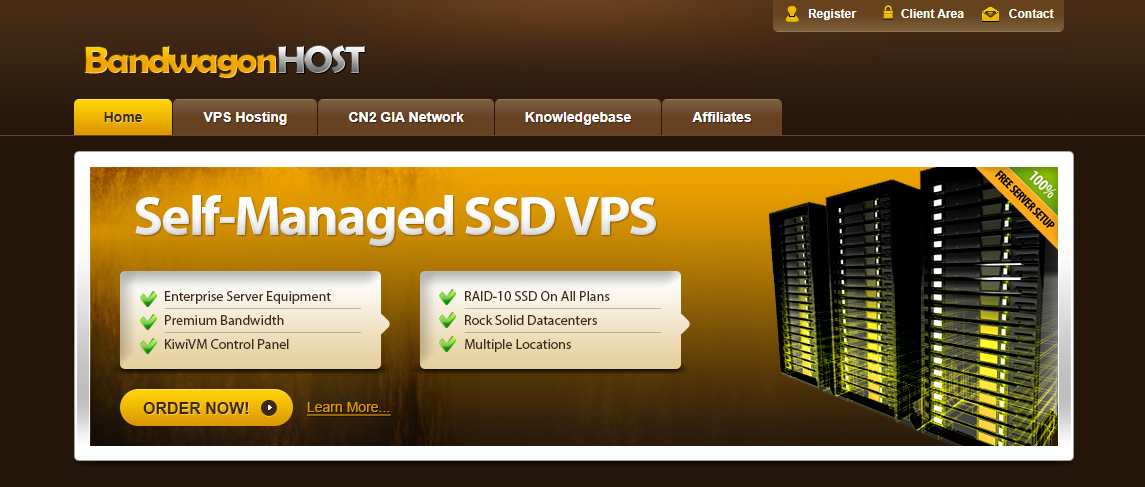 Register
Client Area
Contact
BandwagonHOST
Home
VPS Hosting
CN2 GIA Network
Knowledgebase
Affiliates
Self-Managed SSD VPS
100%
FREE SERVER SETUP
Enterprise Server Equipment
Premium Bandwidth
KiwiVM Control Panel
RAID-10 SSD On All Plans
Rock Solid Datacenters
Multiple Locations
ORDER NOW!
Learn More...